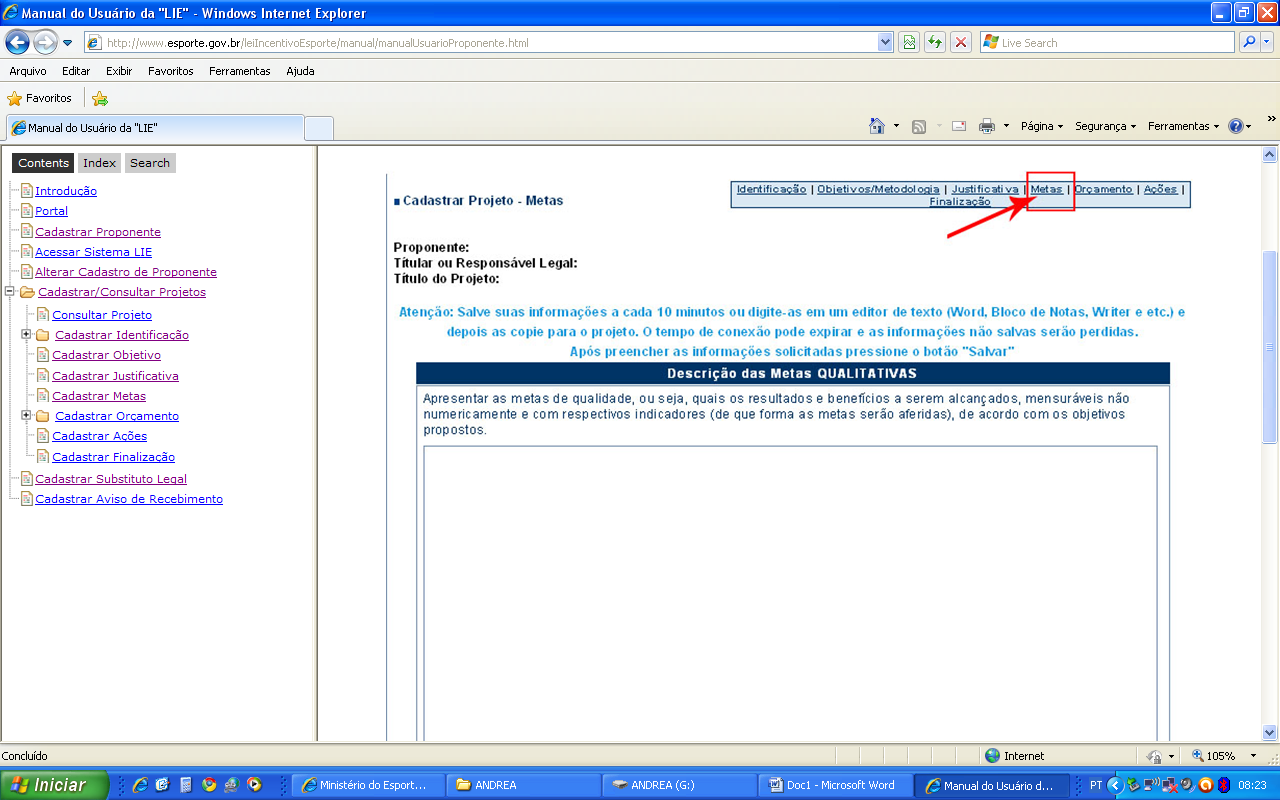 Manual do Usuário da "LIE" - Windows Internet Explorer
http://www.esporte.gov.br/leiIncentivoEsporte/manual/manualUsuarioProponente.html
Live Search
Arquivo Editar Exibir Favoritos Ferramentas Ajuda
Favoritos
Manual do Usuário da "LIE"
Página Segurança Ferramentas »
Contents Index Search
Introdução
Portal
Cadastrar Proponente
Acessar Sistema LIE
Alterar Cadastro de Proponente
Cadastrar/Consultar Projetos
Consultar Projeto
Cadastrar Identificação
Cadastrar Objetivo
Cadastrar Justificativa
Cadastrar Metas
Cadastrar Orçamento
Cadastrar Ações
Cadastrar Finalização
Cadastrar Substituto Legal
Cadastrar Aviso de Recebimento
Cadastrar Projeto - Metas
Identificação | Objetivos/Metodologia | Justificativa | Metas | Orçamento | Ações |
Finalização
Proponente:
Títular ou Responsável Legal:
Título do Projeto:
Atenção: Salve suas informações a cada 10 minutos ou digite-as em um editor de texto (Word, Bloco de Notas, Writer e etc.) e
depois as copie para o projeto. O tempo de conexão pode expirar e as informações não salvas serão perdidas.
Após preencher as informações solicitadas pressione o botão "Salvar"
Descrição das Metas QUALITATIVAS
Apresentar as metas de qualidade, ou seja, quais os resultados e benefícios a serem alcançados, mensuráveis não
numericamente e com respectivos indicadores (de que forma as metas serão aferidas), de acordo com os objetivos
propostos.
Concluído
Internet
105%
Iniciar
Ministério do Esport...
ANDREA
ANDREA (G:)
Doc1 - Microsoft Word
Manual do Usuário d...
PT
08:23